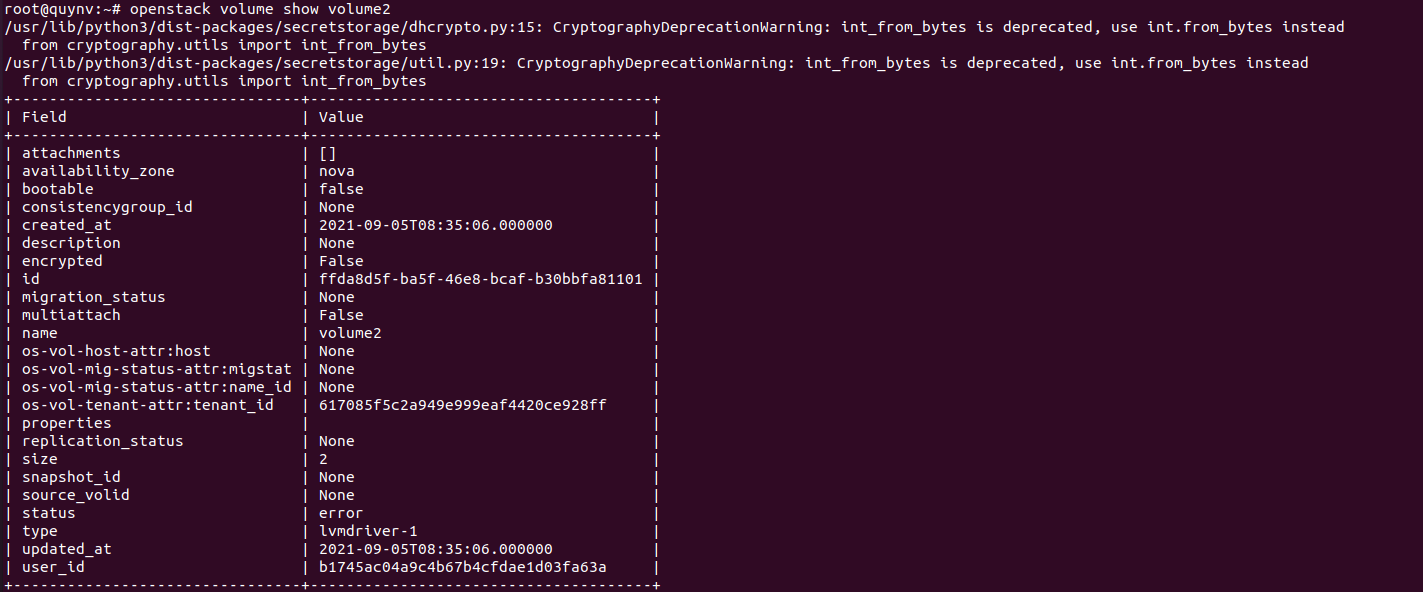 root@quynv:~# openstack volume show volume2
/usr/lib/python3/dist-packages/secretstorage/dhcrypto.py:15: CryptographyDeprecationWarning: int_from_bytes is deprecated, use int.from_bytes instead
  from cryptography.utils import int_from_bytes
/usr/lib/python3/dist-packages/secretstorage/util.py:19: CryptographyDeprecationWarning: int_from_bytes is deprecated, use int.from_bytes instead
  from cryptography.utils import int_from_bytes
+--------------------------------+--------------------------------------+
| Field                          | Value                                |
+--------------------------------+--------------------------------------+
| attachments                    | []                                   |
| availability_zone              | nova                                 |
| bootable                       | false                                |
| consistencygroup_id            | None                                 |
| created_at                     | 2021-09-05T08:35:06.000000           |
| description                    | None                                 |
| encrypted                      | False                                |
| id                             | ffda8d5f-ba5f-46e8-bcaf-b30bbfa81101 |
| migration_status               | None                                 |
| multiattach                    | False                                |
| name                           | volume2                              |
| os-vol-host-attr:host          | None                                 |
| os-vol-mig-status-attr:migstat | None                                 |
| os-vol-mig-status-attr:name_id | None                                 |
| os-vol-tenant-attr:tenant_id   | 617085f5c2a949e999eaf4420ce928ff     |
| properties                     |                                      |
| replication_status             | None                                 |
| size                           | 2                                    |
| snapshot_id                    | None                                 |
| source_volid                   | None                                 |
| status                         | error                                |
| type                           | lvmdriver-1                          |
| updated_at                     | 2021-09-05T08:35:06.000000           |
| user_id                        | b1745ac04a9c4b67b4cfdae1d03fa63a     |
+--------------------------------+--------------------------------------+